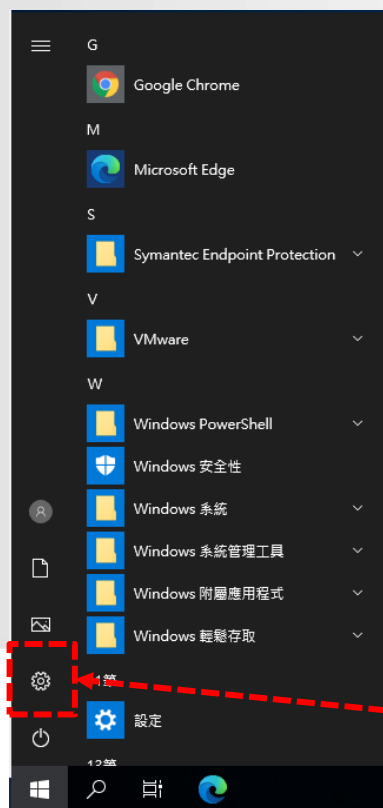 G
Google Chrome
M
Microsoft Edge
S
Symantec Endpoint Protection
V
VMware
W
Windows PowerShell
Windows 安全性
Windows 系統
Windows 系統管理工具
Windows 附屬應用程式
Windows 輕鬆存取
設定